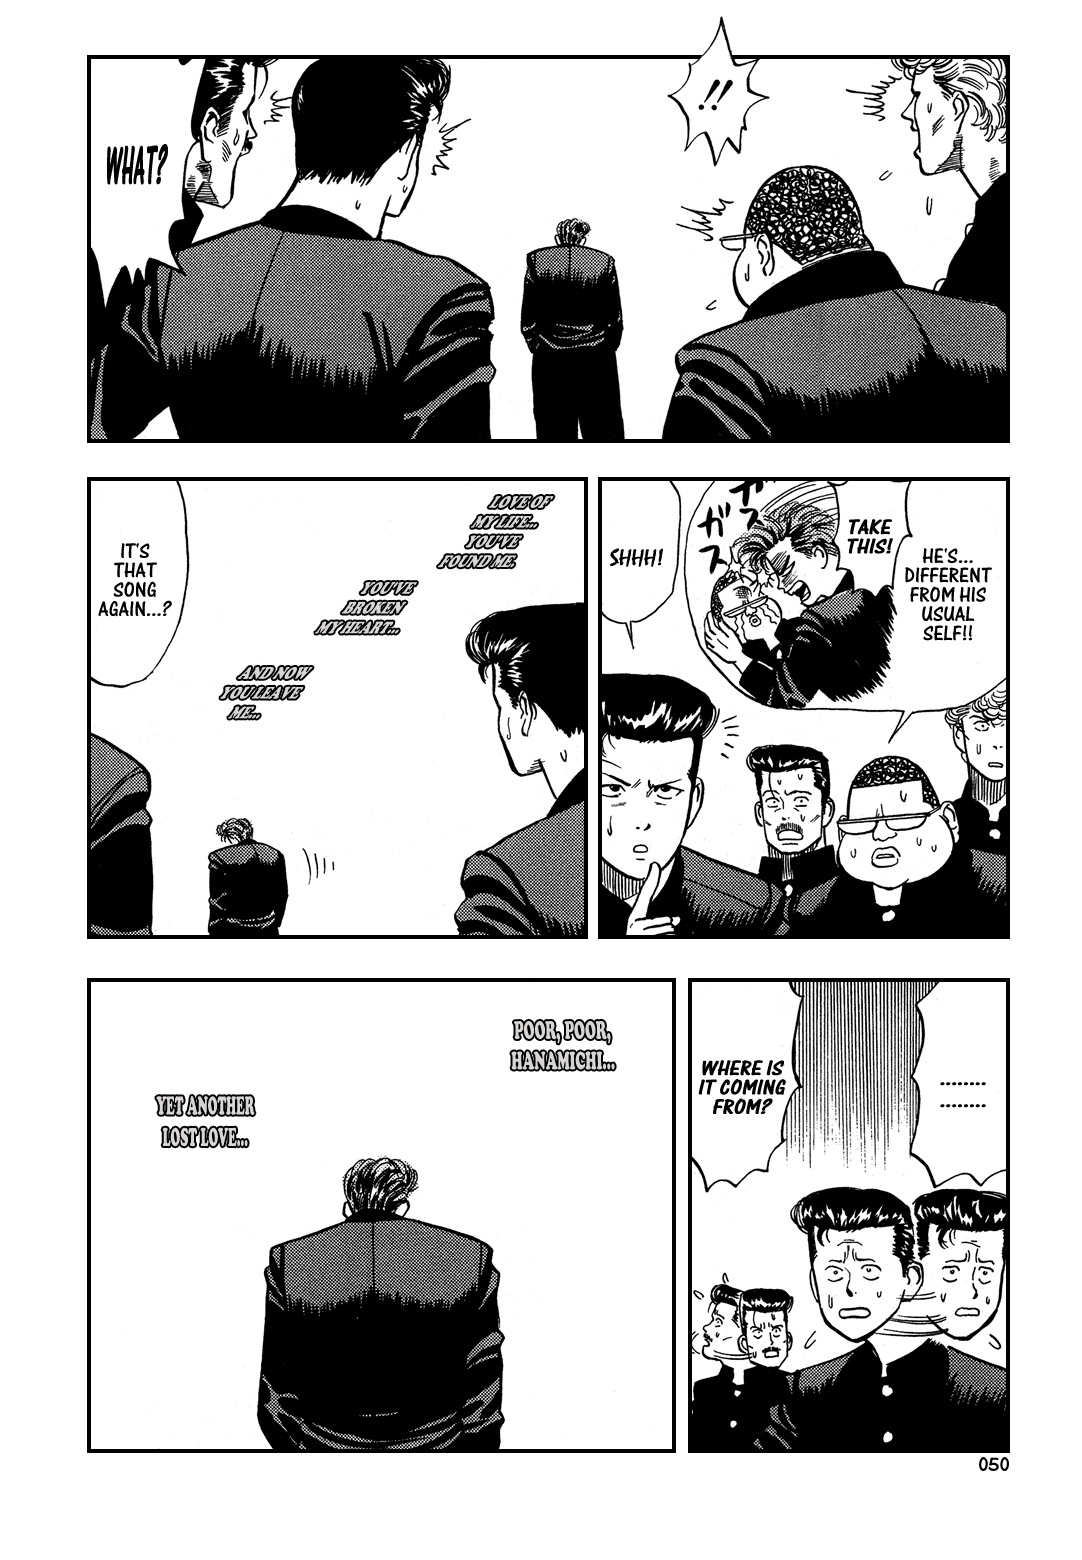 !!
WHAT?
HE'S...
DIFFERENT
FROM HIS
USUAL
SELF!!
TAKE
THIS!
ガス
ガス
SHHH!
LOVE OF
MY LIFE...
YOU'VE
FOUND ME
YOU'VE
BROKEN
MY HEART...
AND NOW
YOU LEAVE
ME...
IT'S
THAT
SONG
AGAIN...?
........
........
WHERE IS
IT COMING
FROM?
POOR, POOR,
HANAMICHI...
YET ANOTHER
LOST LOVE...
050